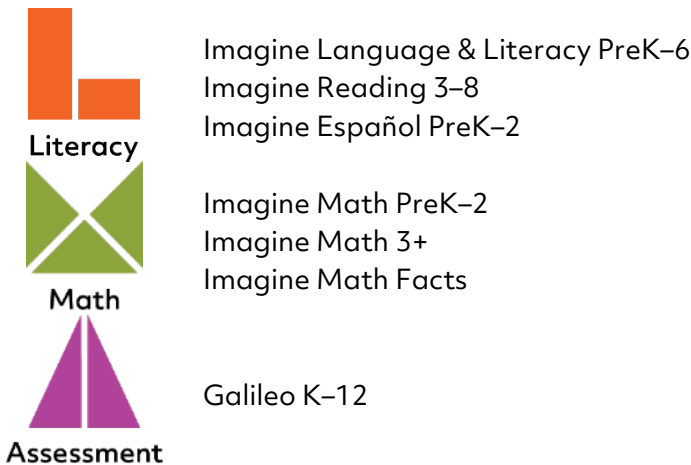 Imagine Language & Literacy PreK–6
Imagine Reading 3–8
Imagine Español PreK–2
Literacy
Imagine Math PreK–2
Imagine Math 3+
Imagine Math Facts
Math
Galileo K–12
Assessment